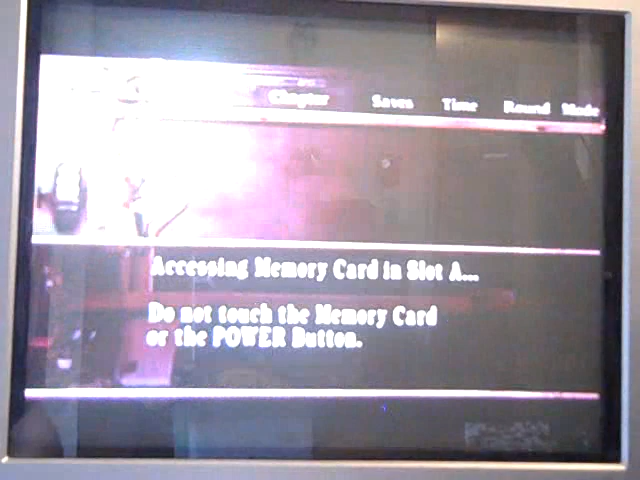 Chapter Saves Time Round Mode
Accessing Memory Card in Slot A...
Do not touch the Memory Card
or the POWER Button.